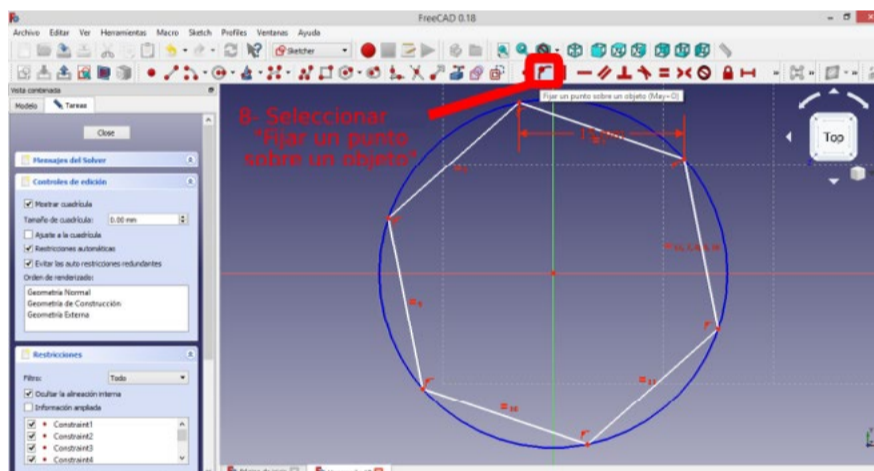 FreeCAD 0.18
Archivo Editar Ver Herramientas Macro Sketch Profiles Ventanas Ayuda
Sketcher
Vista combinada
Modelo Tareas
Close
Mensajes del Solver
Controles de edición
Mostrar cuadrícula
Tamaño de cuadrícula: 0.00 mm
Ajuste a la cuadrícula
Restricciones automáticas
Evitar las auto restricciones redundantes
Orden de renderizado:
Geometría Normal
Geometría de Construcción
Geometría Externa
Restricciones
Filtro: Todo
Ocultar la alineación interna
Información ampliada
Constraint1
Constraint2
Constraint3
Constraint4
Fijar un punto sobre un objeto (May+O)
8- Seleccionar
"Fijar un punto
sobre un objeto"
Top